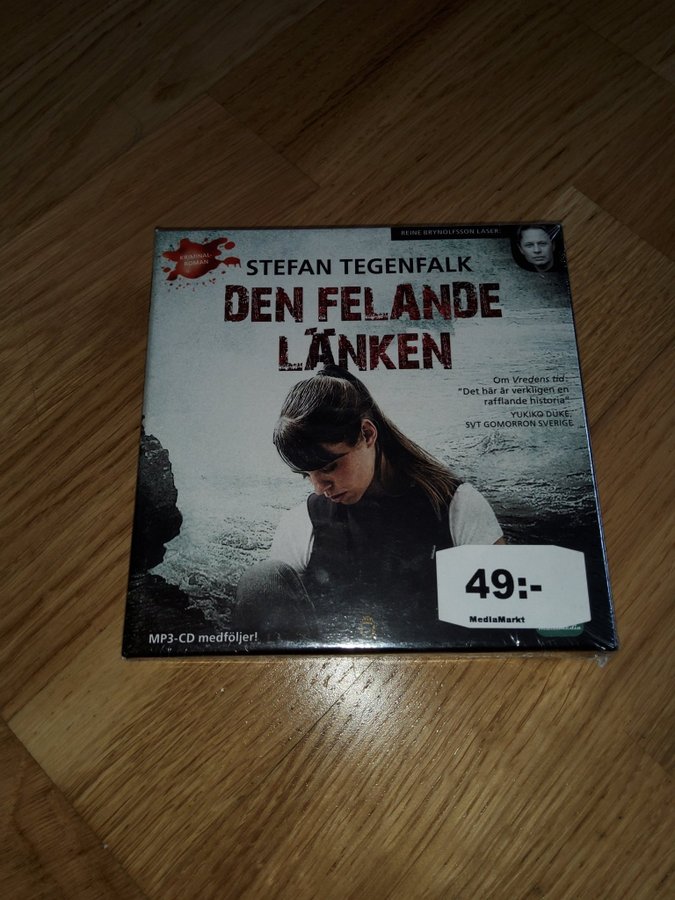 REINE BRYNOLFSSON LÄSER:
KRIMINAL-
ROMAN
STEFAN TEGENFALK
DEN FELANDE
LÄNKEN
Om Vredens tid:
"Det här är verkligen en
rafflande historia"
YUKIKO DUKE,
SVT GOMORRON SVERIGE
49:-
MediaMarkt
MP3-CD medföljer!